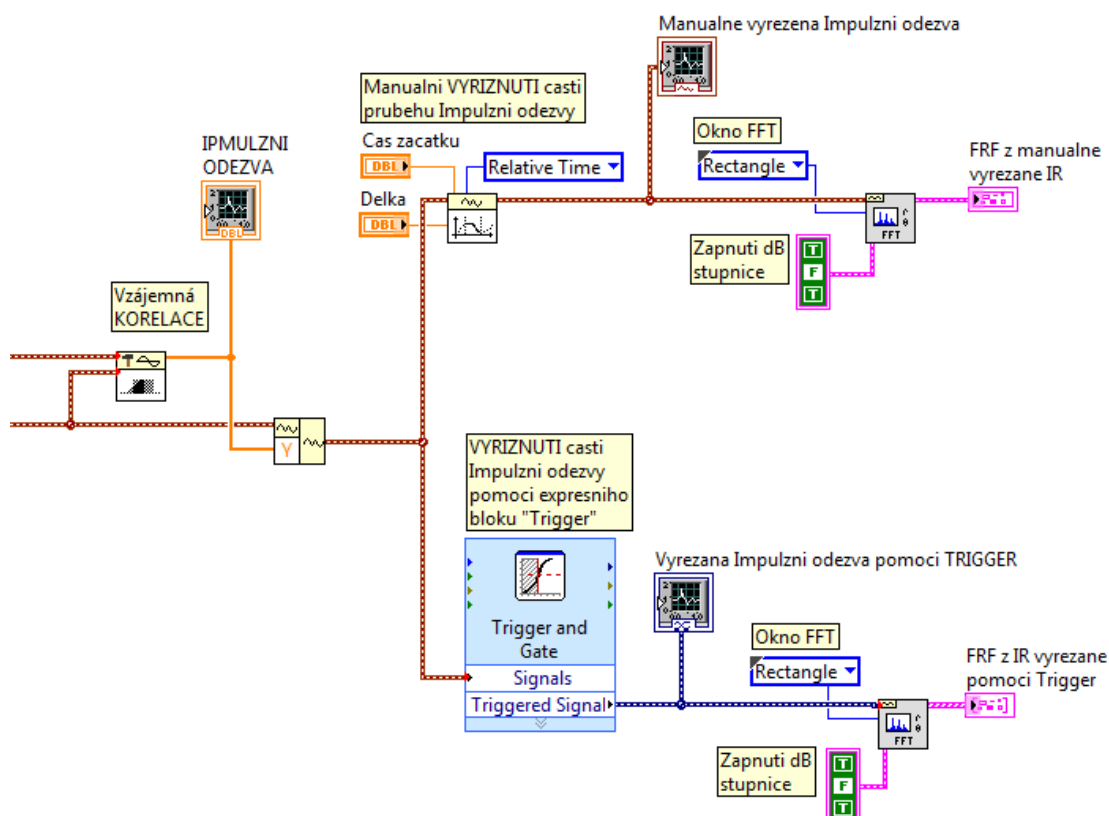 Manualne vyrezena Impulzni odezva
Manualni VYRIZNUTI casti
prubehu Impulzni odezvy
Okno FFT
IPMULZNI
ODEZVA
Cas zacatku
DBL
Relative Time
Rectangle
FRF z manualne
vyrezane IR
Delka
DBL
DBL
FFT
Zapnuti dB
stupnice
T
F
T
Vzájemná
KORELACE
T
Y
VYRIZNUTI casti
Impulzni odezvy
pomoci expresniho
bloku "Trigger"
Vyrezana Impulzni odezva pomoci TRIGGER
Trigger and
Gate
Signals
Triggered Signal
Okno FFT
Rectangle
FRF z IR vyrezane
pomoci Trigger
FFT
Zapnuti dB
stupnice
T
F
T